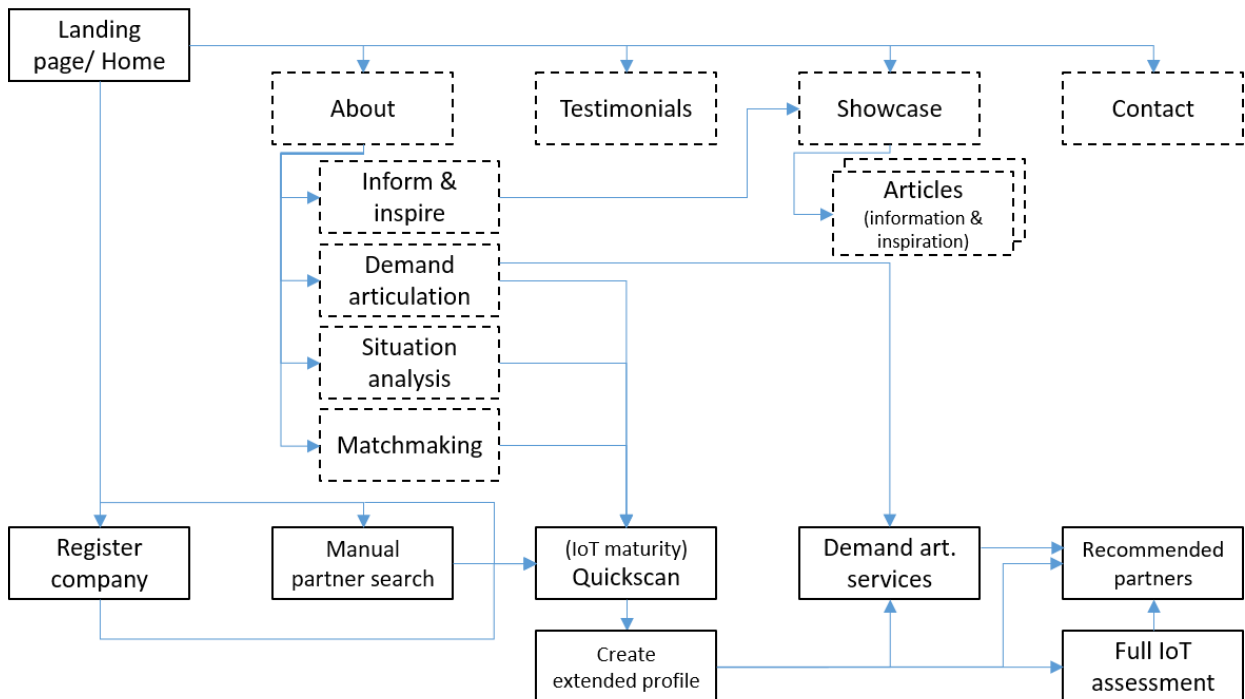 Landing
page/ Home
About
Testimonials
Showcase
Contact
Inform &
inspire
Articles
(information &
inspiration)
Demand
articulation
Situation
analysis
Matchmaking
Register
company
Manual
partner search
(IoT maturity)
Quickscan
Demand art.
services
Recommended
partners
Create
extended profile
Full IoT
assessment